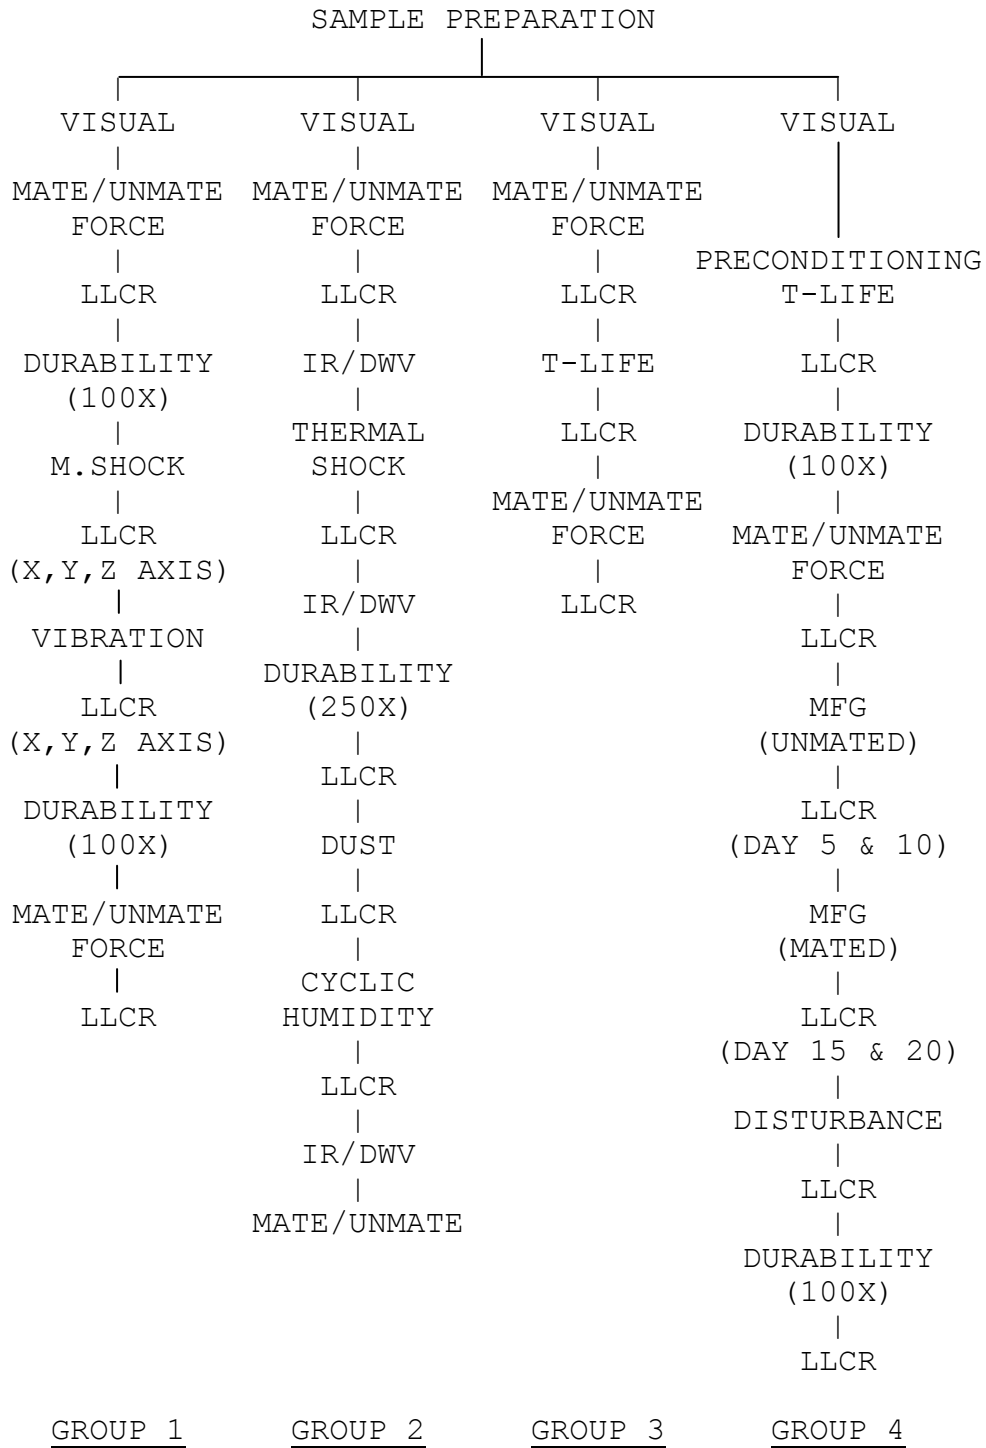 SAMPLE PREPARATION
VISUAL
MATE/UNMATE
FORCE
LLCR
DURABILITY
(100X)
M.SHOCK
LLCR
(X,Y,Z AXIS)
VIBRATION
LLCR
(X,Y,Z AXIS)
DURABILITY
(100X)
MATE/UNMATE
FORCE
LLCR
GROUP 1
VISUAL
MATE/UNMATE
FORCE
LLCR
IR/DWV
THERMAL
SHOCK
LLCR
IR/DWV
DURABILITY
(250X)
LLCR
DUST
LLCR
CYCLIC
HUMIDITY
LLCR
IR/DWV
MATE/UNMATE
GROUP 2
VISUAL
MATE/UNMATE
FORCE
LLCR
T-LIFE
LLCR
MATE/UNMATE
FORCE
LLCR
GROUP 3
VISUAL
PRECONDITIONING
T-LIFE
LLCR
DURABILITY
(100X)
MATE/UNMATE
FORCE
LLCR
MFG
(UNMATED)
LLCR
(DAY 5 & 10)
MFG
(MATED)
LLCR
(DAY 15 & 20)
DISTURBANCE
LLCR
DURABILITY
(100X)
LLCR
GROUP 4